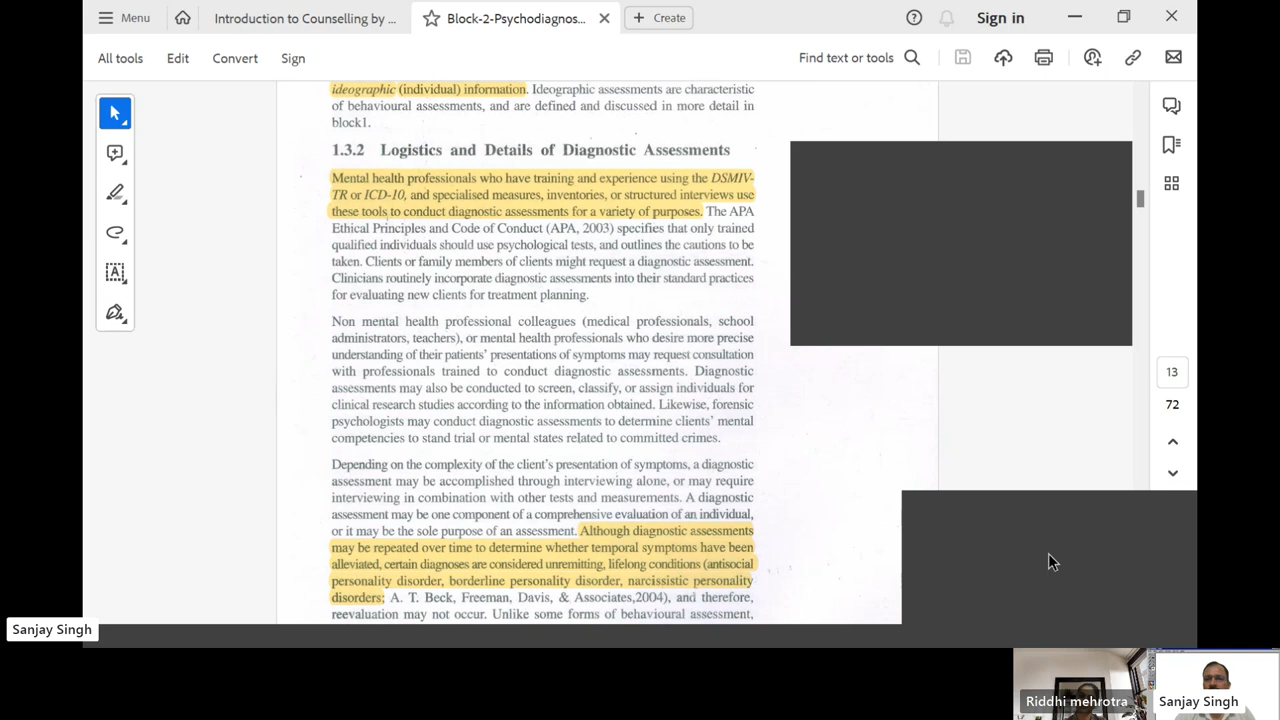 Menu
Introduction to Counselling by ...
Block-2-Psychodiagnos...
Create
Sign in
All tools
Edit
Convert
Sign
Find text or tools
ideographic (individual) information. Ideographic assessments are characteristic
of behavioural assessments, and are defined and discussed in more detail in
block1.
1.3.2 Logistics and Details of Diagnostic Assessments
Mental health professionals who have training and experience using the DSMIV-
TR or ICD-10, and specialised measures, inventories, or structured interviews use
these tools to conduct diagnostic assessments for a variety of purposes. The APA
Ethical Principles and Code of Conduct (APA, 2003) specifies that only trained
qualified individuals should use psychological tests, and outlines the cautions to be
taken. Clients or family members of clients might request a diagnostic assessment.
Clinicians routinely incorporate diagnostic assessments into their standard practices
for evaluating new clients for treatment planning.
Non mental health professional colleagues (medical professionals, school
administrators, teachers), or mental health professionals who desire more precise
understanding of their patients' presentations of symptoms may request consultation
with professionals trained to conduct diagnostic assessments. Diagnostic
assessments may also be conducted to screen, classify, or assign individuals for
clinical research studies according to the information obtained. Likewise, forensic
psychologists may conduct diagnostic assessments to determine clients' mental
competencies to stand trial or mental states related to committed crimes.
Depending on the complexity of the client's presentation of symptoms, a diagnostic
assessment may be accomplished through interviewing alone, or may require
interviewing in combination with other tests and measurements. A diagnostic
assessment may be one component of a comprehensive evaluation of an individual,
or it may be the sole purpose of an assessment. Although diagnostic assessments
may be repeated over time to determine whether temporal symptoms have been
alleviated, certain diagnoses are considered unremitting, lifelong conditions (antisocial
personality disorder, borderline personality disorder, narcissistic personality
disorders; A. T. Beck, Freeman, Davis, & Associates,2004), and therefore,
reevaluation may not occur. Unlike some forms of behavioural assessment,
13
72
Sanjay Singh
Riddhi mehrotra
Sanjay Singh